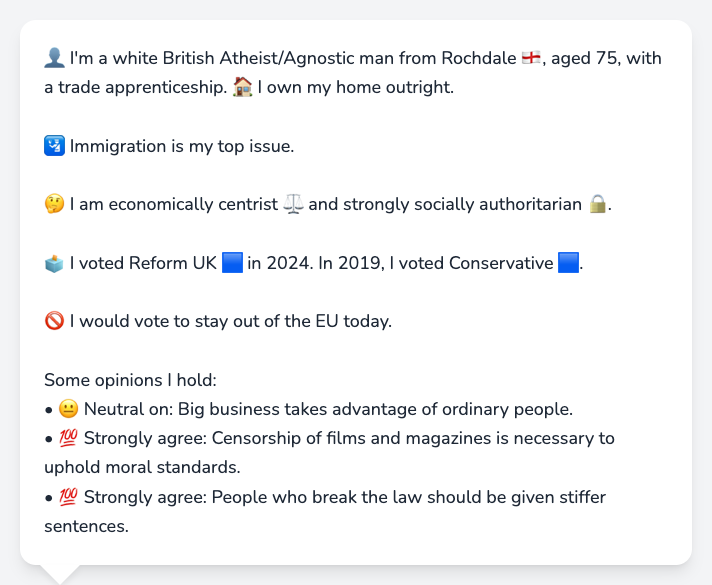 👤 I'm a white British Atheist/Agnostic man from Rochdale 🏴󠁧󠁢󠁥󠁮󠁧󠁿, aged 75, with
a trade apprenticeship. 🏠 I own my home outright.
🛂 Immigration is my top issue.
🤔 I am economically centrist ⚖️ and strongly socially authoritarian 🔒.
🗳️ I voted Reform UK 🟦 in 2024. In 2019, I voted Conservative 🟦.
🚫 I would vote to stay out of the EU today.
Some opinions I hold:
• 😐 Neutral on: Big business takes advantage of ordinary people.
• 💯 Strongly agree: Censorship of films and magazines is necessary to
uphold moral standards.
• 💯 Strongly agree: People who break the law should be given stiffer
sentences.